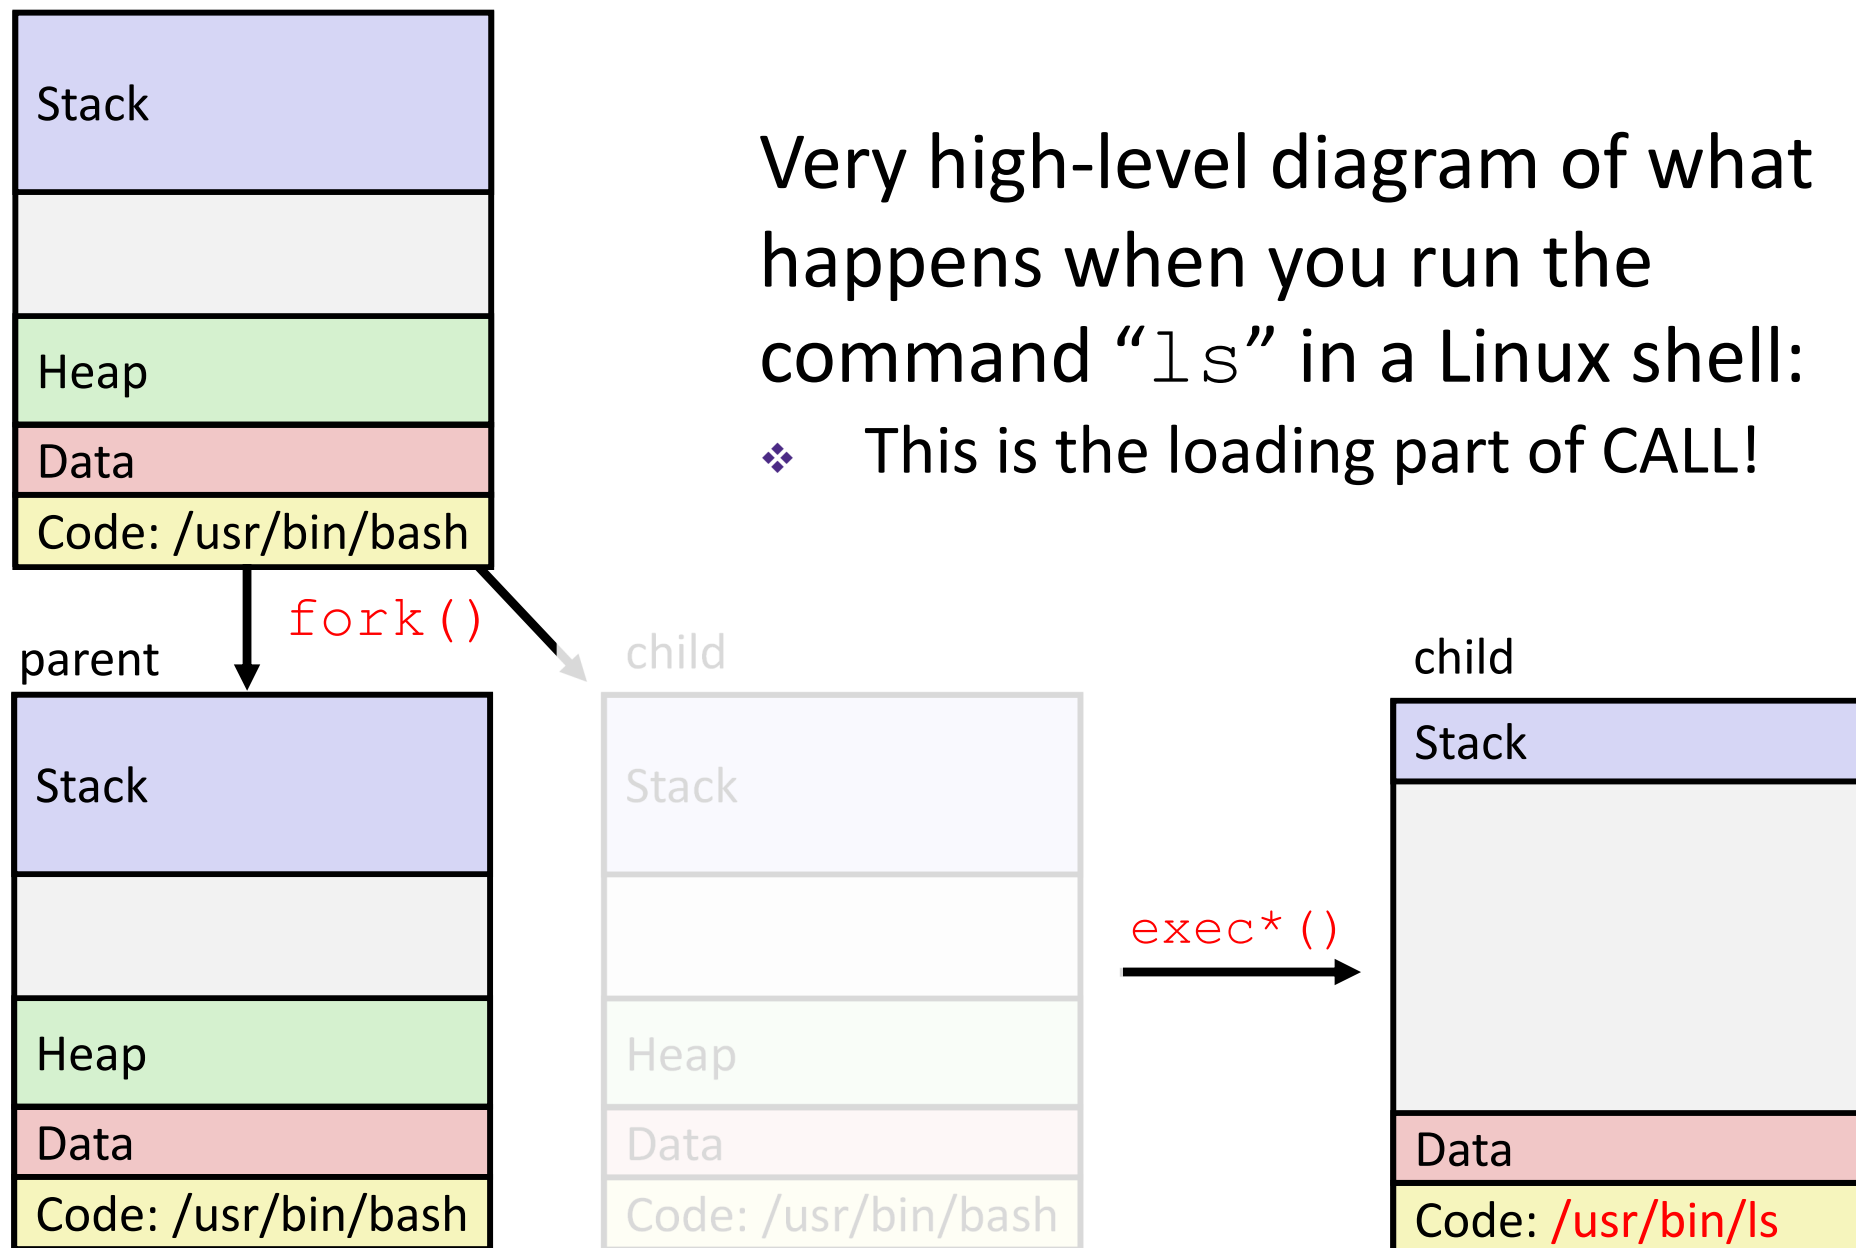 Stack
Heap
Data
Code: /usr/bin/bash
Very high-level diagram of what
happens when you run the
command “ls” in a Linux shell:
❖ This is the loading part of CALL!
fork()
parent
Stack
Heap
Data
Code: /usr/bin/bash
child
Stack
Heap
Data
Code: /usr/bin/bash
exec*()
child
Stack
Data
Code: /usr/bin/ls